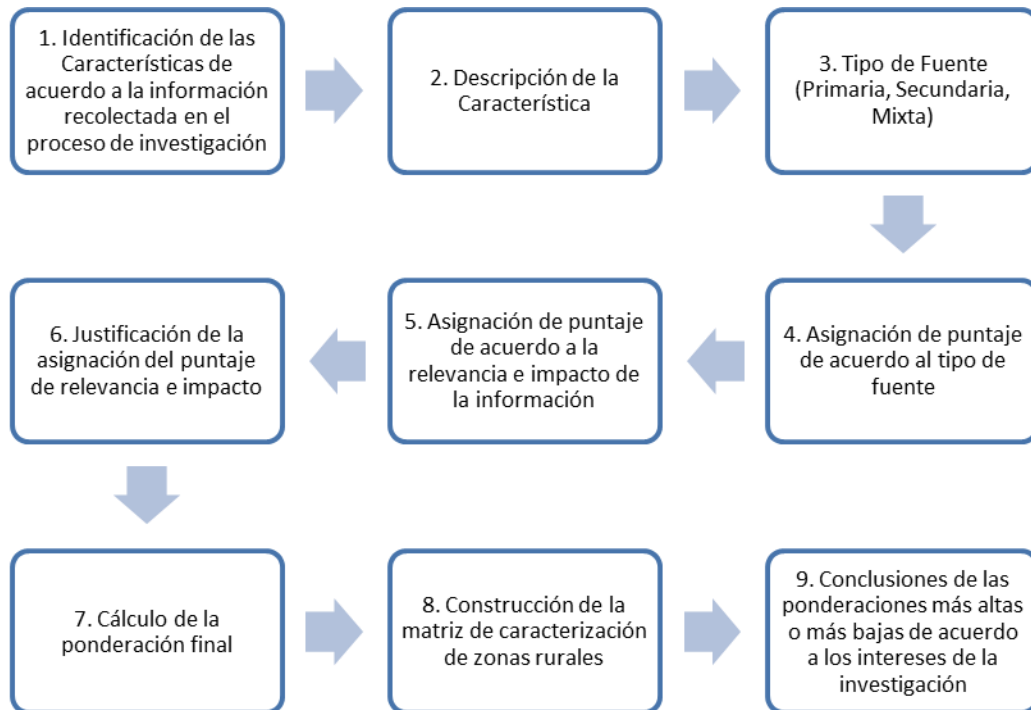 1. Identificación de las
Características de
acuerdo a la información
recolectada en el
proceso de investigación
2. Descripción de la
Característica
3. Tipo de Fuente
(Primaria, Secundaria,
Mixta)
4. Asignación de puntaje
de acuerdo al tipo de
fuente
5. Asignación de puntaje
de acuerdo a la
relevancia e impacto de
la información
6. Justificación de la
asignación del puntaje
de relevancia e impacto
7. Cálculo de la
ponderación final
8. Construcción de la
matriz de caracterización
de zonas rurales
9. Conclusiones de las
ponderaciones más altas
o más bajas de acuerdo
a los intereses de la
investigación